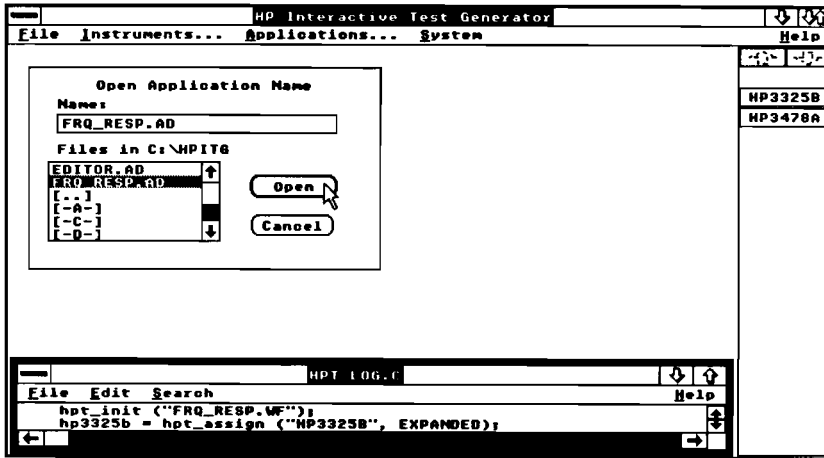 HP Interactive Test Generator
File Instruments... Applications... System Help
HP3325B
HP3478A
Open Application Name
Name:
FRQ_RESP.AD
Files in C:\HPITG
EDITOR.AD
FRQ_RESP.AD
[..]
[-A-]
[-C-]
[-D-]
Open
Cancel
HPT_LOG.C
File Edit Search Help
hpt_init ("FRQ_RESP.WF");
hp3325b = hpt_assign ("HP3325B", EXPANDED);